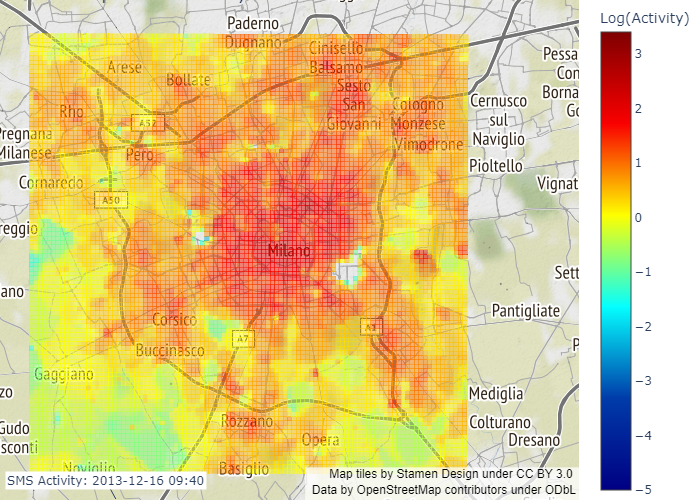 Log(Activity)
Paderno
Dugnano
Cinisello
Balsamo
Arese
Bollate
Sesto
San
Giovanni
Rho
A52
Cologno
Monzese
Cernusco
sul
Naviglio
Pregnana
Milanese
Pero
Vimodrone
Pioltello
Cornaredo
A50
Vignat
reggio
Milano
Sett
ano
Pantigliate
Corsico
A7
Buccinasco
Gaggiano
zo
Mediglia
Rozzano
Colturano
Gudo
sconti
Opera
Dresano
Noviglio
Basiglio
Pessa
Con
Borna
Go
3
2
1
0
−1
−2
−3
−4
−5
SMS Activity: 2013-12-16 09:40
Map tiles by Stamen Design under CC BY 3.0
Data by OpenStreetMap contributors under ODbL